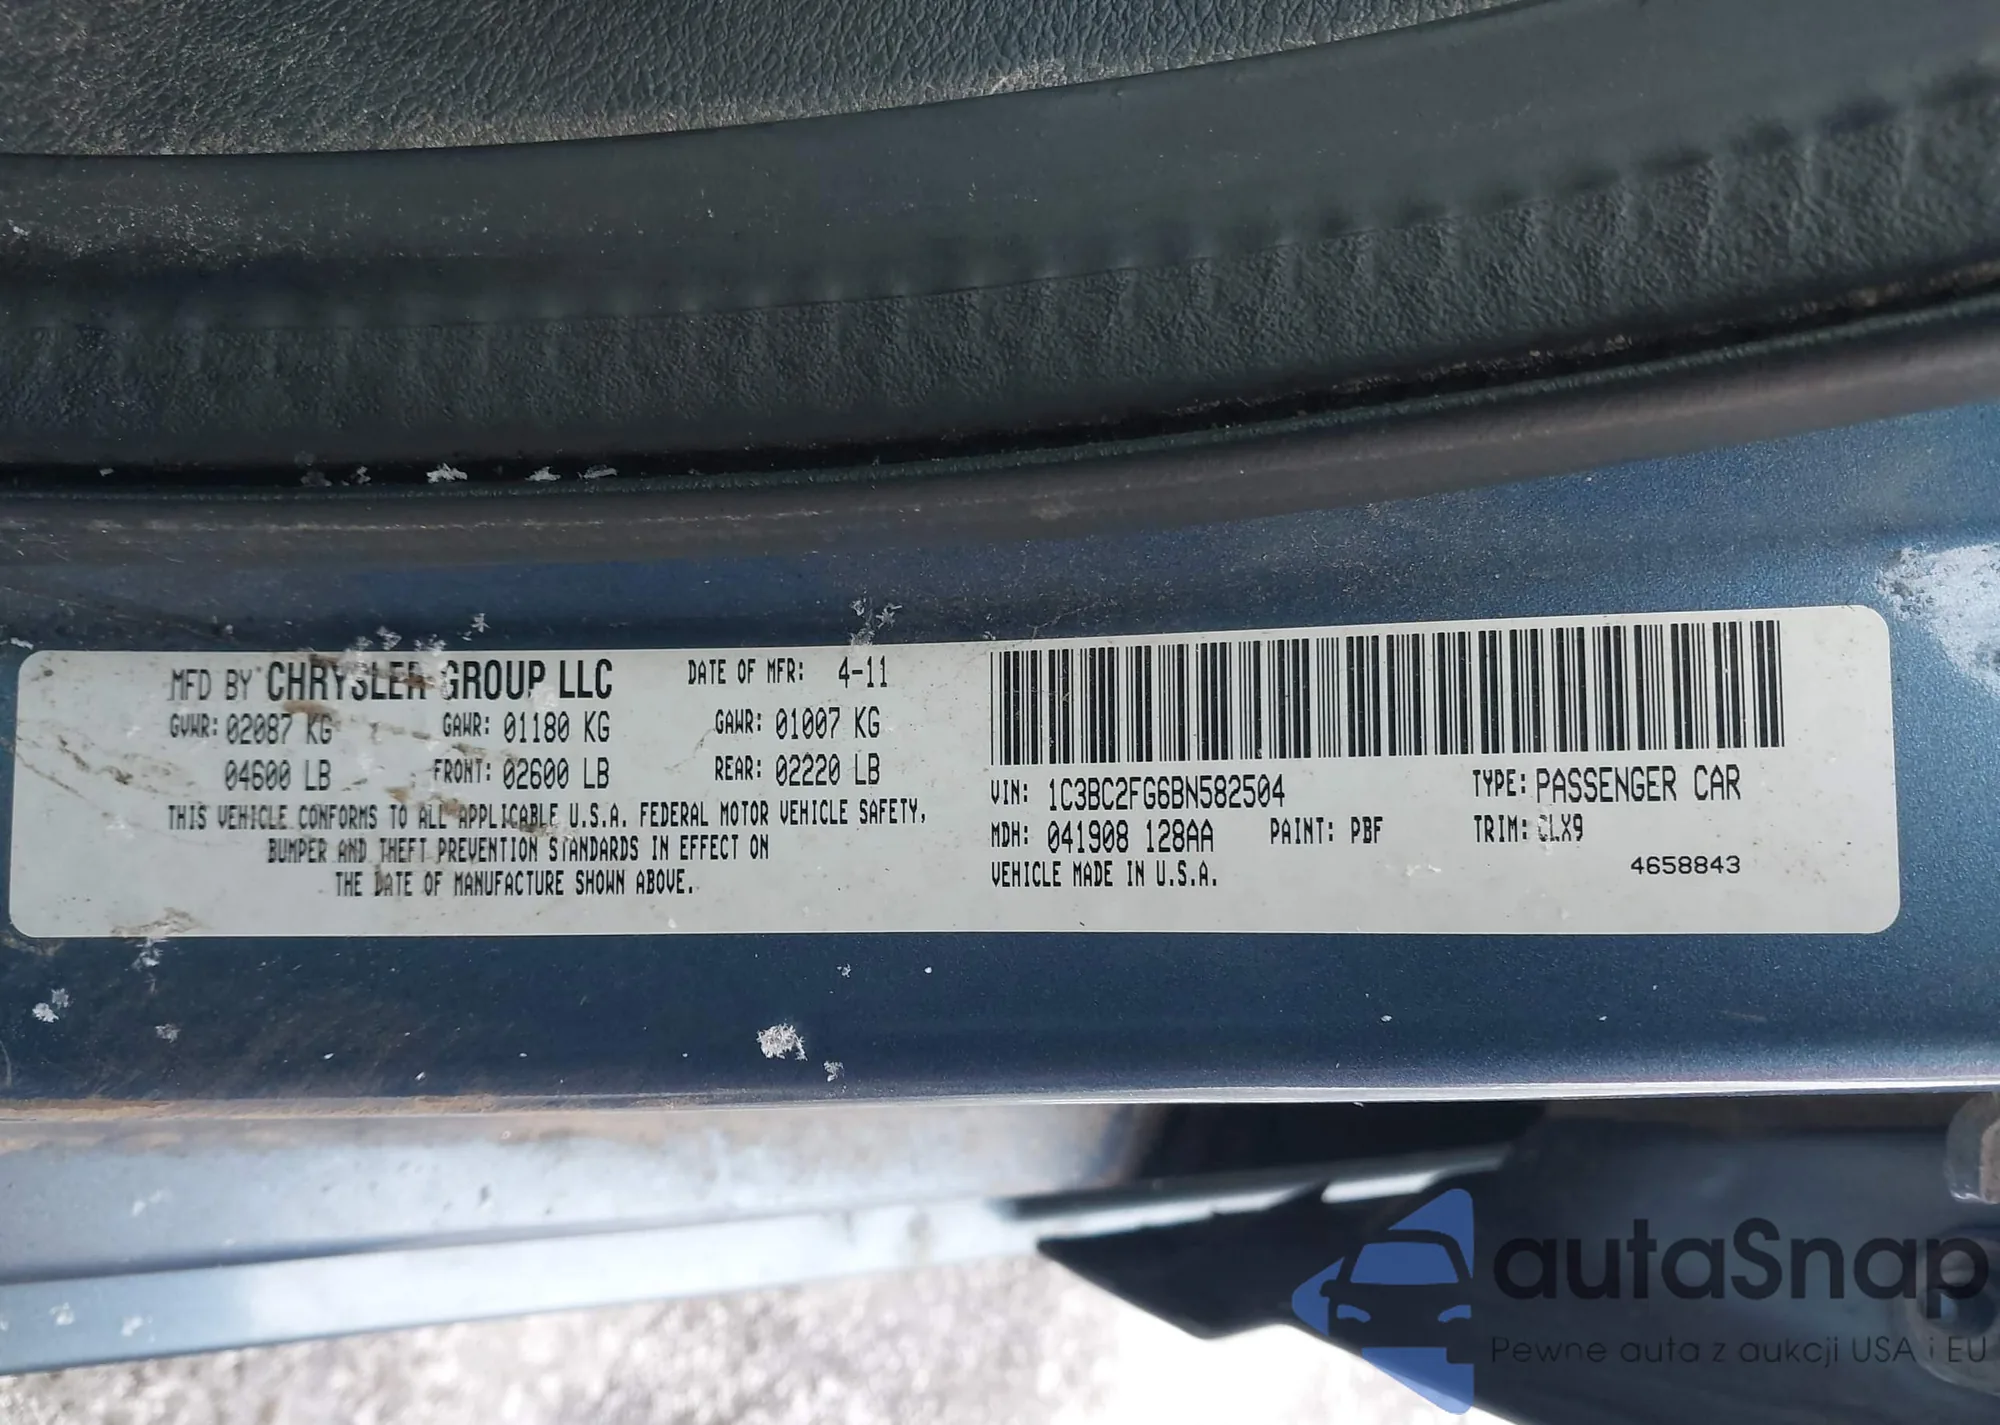 MFD BY CHRYSLER GROUP LLC DATE OF MFR: 4-11
GVWR: 02087 KG GAWR: 01180 KG GAWR: 01007 KG
04600 LB FRONT: 02600 LB REAR: 02220 LB
THIS VEHICLE CONFORMS TO ALL APPLICABLE U.S.A. FEDERAL MOTOR VEHICLE SAFETY,
BUMPER AND THEFT PREVENTION STANDARDS IN EFFECT ON
THE DATE OF MANUFACTURE SHOWN ABOVE.
VIN: 1C3BC2FG6BN582504 TYPE: PASSENGER CAR
MDH: 041908 128AA PAINT: PBF TRIM: CLX9
VEHICLE MADE IN U.S.A. 4658843
autaSnap
Pewne auta z aukcji USA i EU